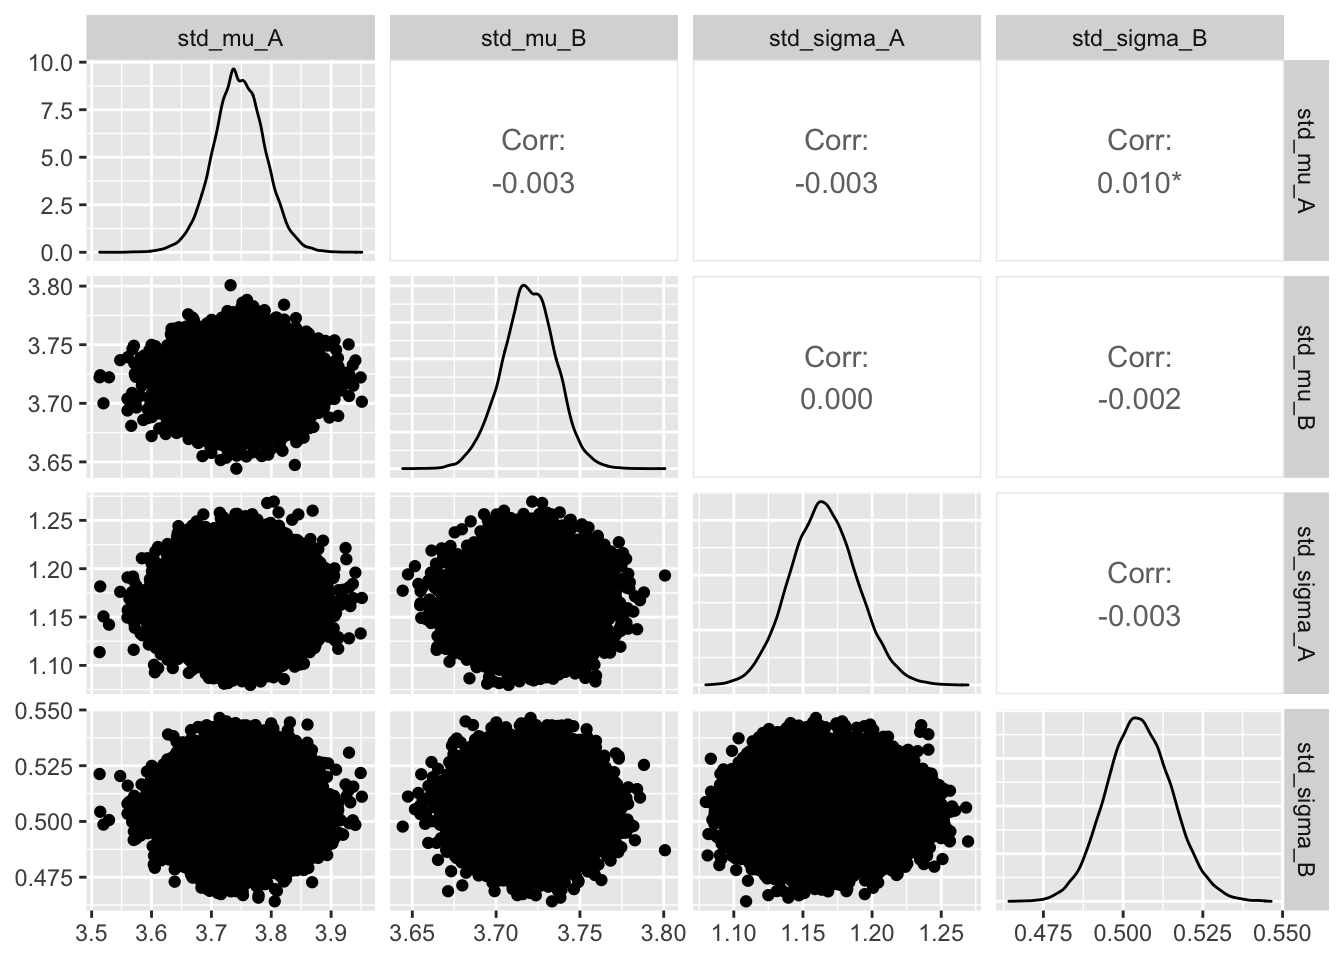 std_mu_A
std_mu_B
std_sigma_A
std_sigma_B
10.0
7.5
5.0
2.5
0.0
Corr:
-0.003
Corr:
-0.003
Corr:
0.010*
std_mu_A
3.80
3.75
3.70
3.65
Corr:
0.000
Corr:
-0.002
std_mu_B
1.25
1.20
1.15
1.10
Corr:
-0.003
std_sigma_A
0.550
0.525
0.500
0.475
std_sigma_B
3.5 3.6 3.7 3.8 3.9
3.65 3.70 3.75 3.80
1.10 1.15 1.20 1.25
0.475 0.500 0.525 0.550